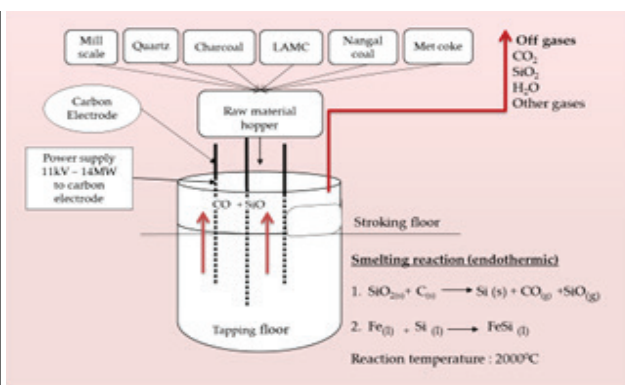 Mill scale
Quartz
Charcoal
LAMC
Nangal coal
Met coke
Off gases
CO₂
SiO₂
H₂O
Other gases
Carbon
Electrode
Raw material
hopper
Power supply
11kV – 14MW
to carbon
electrode
CO + SiO
Stroking floor
Smelting reaction (endothermic)
1. SiO₂₍ₛ₎ + C₍ₛ₎ ⟶ Si (s) + CO(g) +SiO(g)
2. Fe(l) + Si (l) ⟶ FeSi (l)
Tapping floor
Reaction temperature : 2000⁰C